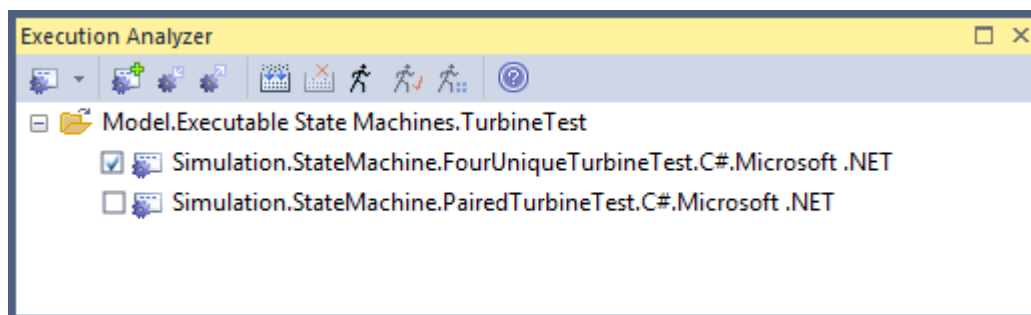 Execution Analyzer
Model.Executable State Machines.TurbineTest
Simulation.StateMachine.FourUniqueTurbineTest.C#.Microsoft .NET
Simulation.StateMachine.PairedTurbineTest.C#.Microsoft .NET